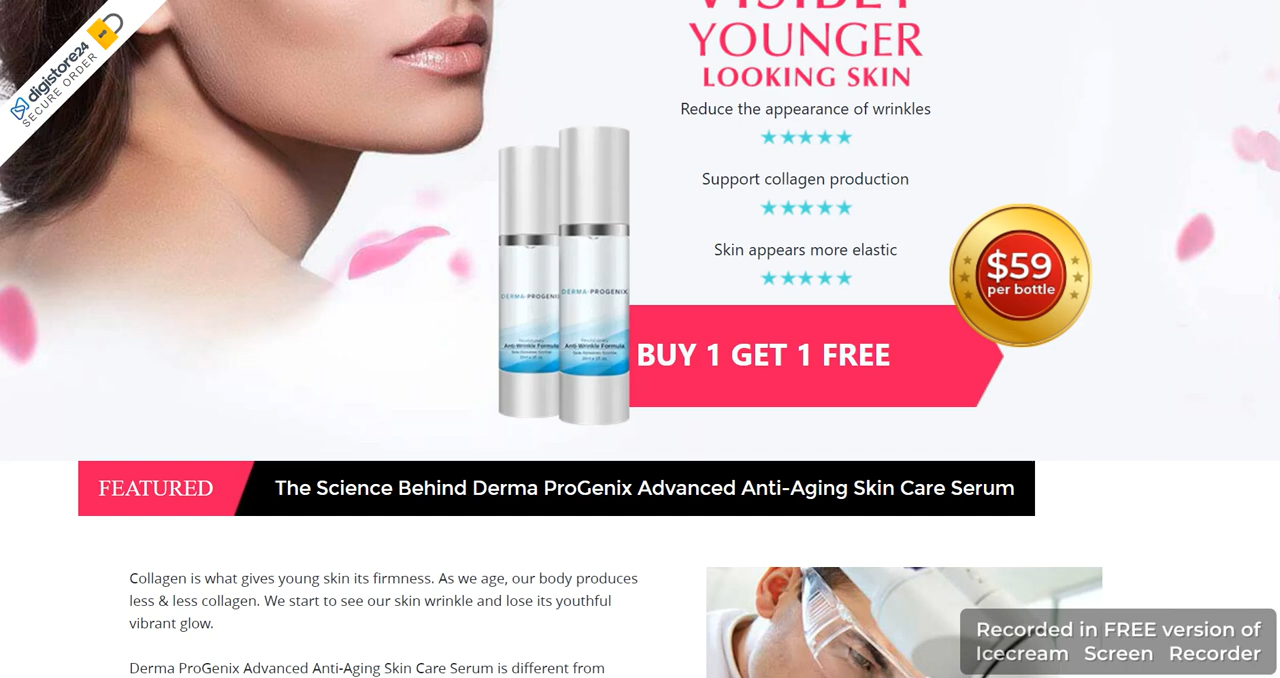 YOUNGER
LOOKING SKIN
Reduce the appearance of wrinkles
Support collagen production
Skin appears more elastic
digistore24
SECURE ORDER
$59
per bottle
DERMA PROGENIX
DERMA PROGENIX
Anti-Wrinkle Formula
Anti-Wrinkle Formula
BUY 1 GET 1 FREE
FEATURED
The Science Behind Derma ProGenix Advanced Anti-Aging Skin Care Serum
Collagen is what gives young skin its firmness. As we age, our body produces
less & less collagen. We start to see our skin wrinkle and lose its youthful
vibrant glow.
Derma ProGenix Advanced Anti-Aging Skin Care Serum is different from
Recorded in FREE version of
Icecream Screen Recorder